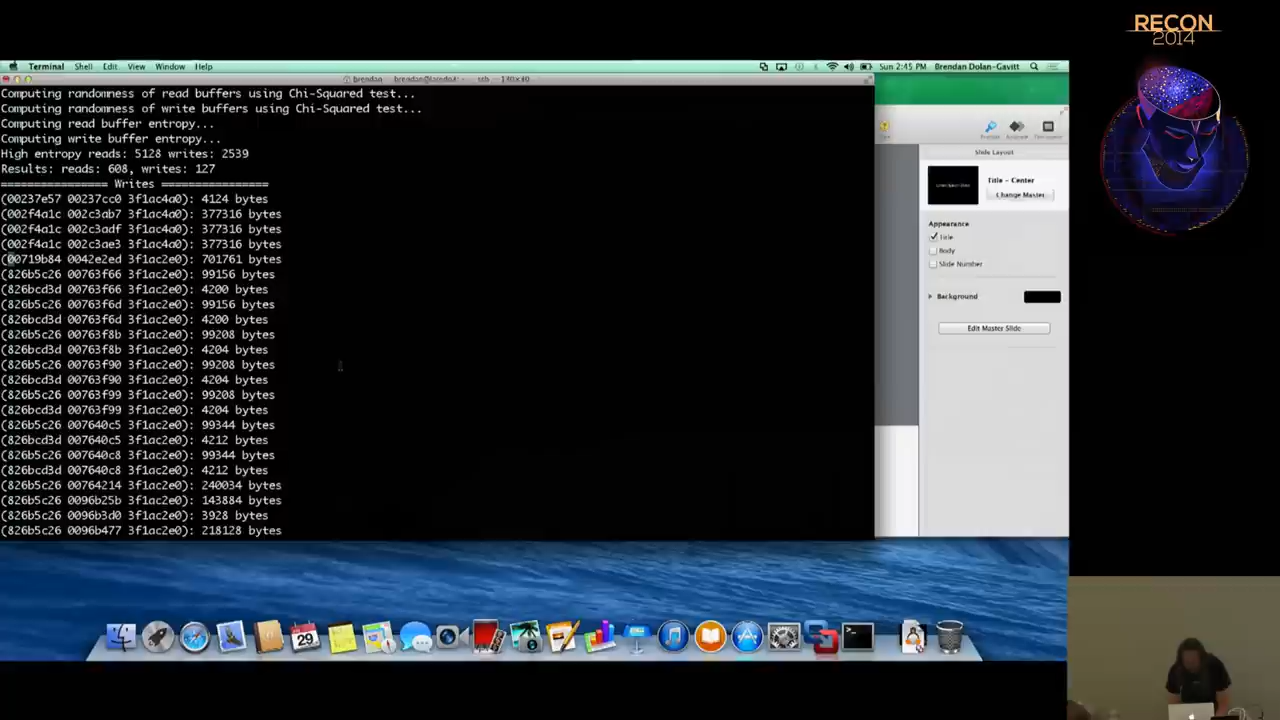 RECON
2014
Terminal Shell Edit View Window Help
Sun 2:45 PM Brendan Dolan-Gavitt
Computing randomness of read buffers using Chi-Squared test...
Computing randomness of write buffers using Chi-Squared test...
Computing read buffer entropy...
Computing write buffer entropy...
High entropy reads: 5128 writes: 2539
Results: reads: 608, writes: 127
================ Writes ================
(00237e57 00237cc0 3f1ac4a0): 4124 bytes
(002f4a1c 002c3ab7 3f1ac4a0): 377316 bytes
(002f4a1c 002c3adf 3f1ac4a0): 377316 bytes
(002f4a1c 002c3ae3 3f1ac4a0): 377316 bytes
(00719b84 0042e2ed 3f1ac2e0): 701761 bytes
(826b5c26 00763f66 3f1ac2e0): 99156 bytes
(826bcd3d 00763f66 3f1ac2e0): 4200 bytes
(826b5c26 00763f6d 3f1ac2e0): 99156 bytes
(826bcd3d 00763f6d 3f1ac2e0): 4200 bytes
(826b5c26 00763f8b 3f1ac2e0): 99208 bytes
(826bcd3d 00763f8b 3f1ac2e0): 4204 bytes
(826b5c26 00763f90 3f1ac2e0): 99208 bytes
(826bcd3d 00763f90 3f1ac2e0): 4204 bytes
(826b5c26 00763f99 3f1ac2e0): 99208 bytes
(826bcd3d 00763f99 3f1ac2e0): 4204 bytes
(826b5c26 007640c5 3f1ac2e0): 99344 bytes
(826bcd3d 007640c5 3f1ac2e0): 4212 bytes
(826b5c26 007640c8 3f1ac2e0): 99344 bytes
(826bcd3d 007640c8 3f1ac2e0): 4212 bytes
(826b5c26 00764214 3f1ac2e0): 240034 bytes
(826b5c26 0096b25b 3f1ac2e0): 143884 bytes
(826b5c26 0096b3d0 3f1ac2e0): 3928 bytes
(826b5c26 0096b477 3f1ac2e0): 218128 bytes
Slide Layout
Title - Center
Change Master
Appearance
Title
Body
Slide Number
Background
Edit Master Slide
29